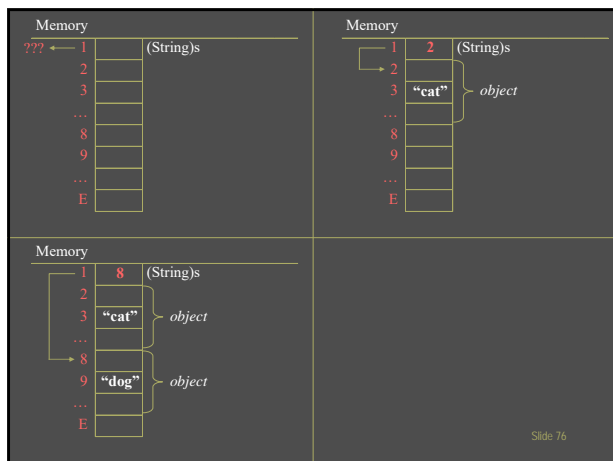 Memory
??? 1 (String)s
2
3
…
8
9
…
E
Memory
1 2 (String)s
2
3 “cat” object
…
8
9
…
E
Memory
1 8 (String)s
2
3 “cat” object
…
8
9 “dog” object
…
E
Slide 76